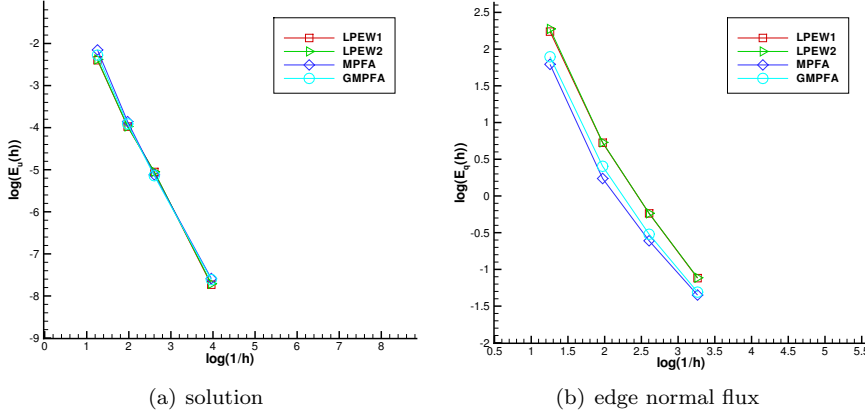 log(E_u(h))
-2
-3
-4
-5
-6
-7
-8
-9
0 1 2 3 4 5 6 7 8
log(1/h)
LPEW1
LPEW2
MPFA
GMPFA
(a) solution
log(E_q(h))
2.5
2
1.5
1
0.5
0
-0.5
-1
-1.5
-2
0.5 1 1.5 2 2.5 3 3.5 4 4.5 5 5.5
log(1/h)
LPEW1
LPEW2
MPFA
GMPFA
(b) edge normal flux